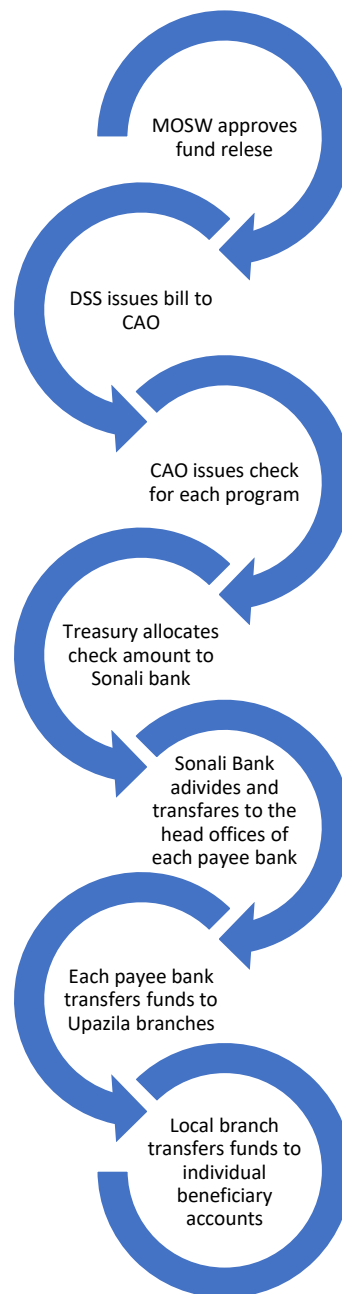 MOSW approves
fund relese
DSS issues bill to
CAO
CAO issues check
for each program
Treasury allocates
check amount to
Sonali bank
Sonali Bank
adivides and
transfares to the
head offices of
each payee bank
Each payee bank
transfers funds to
Upazila branches
Local branch
transfers funds to
individual
beneficiary
accounts